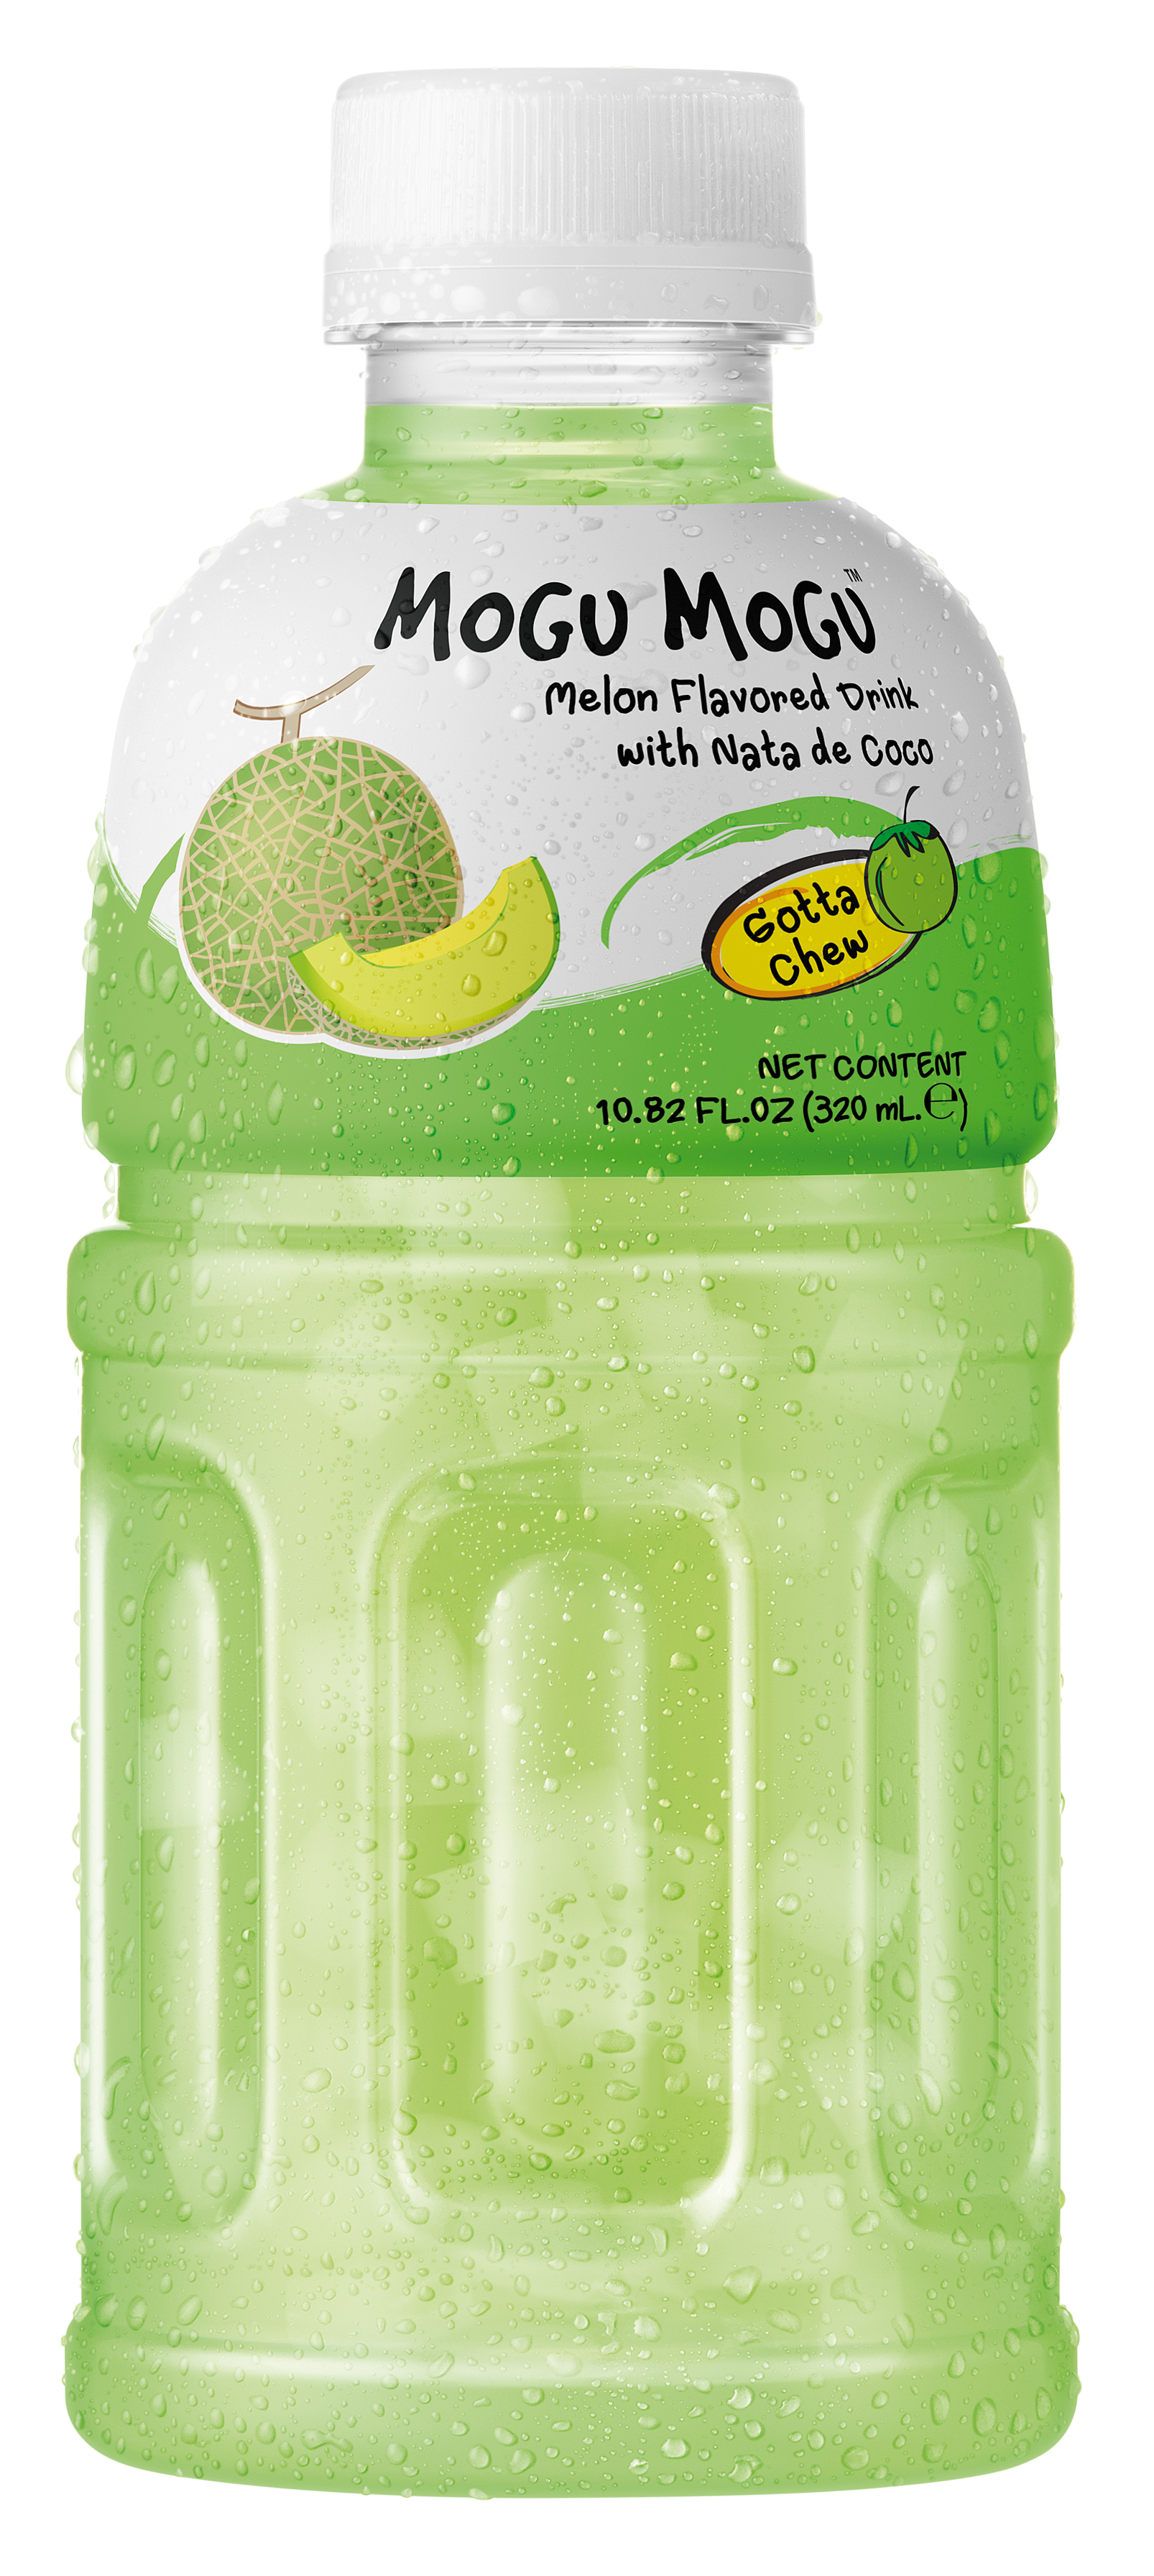 MOGU MOGU™
Melon Flavored Drink
with Nata de Coco
Gotta
Chew
NET CONTENT
10.82 FL.OZ (320 mL.℮)